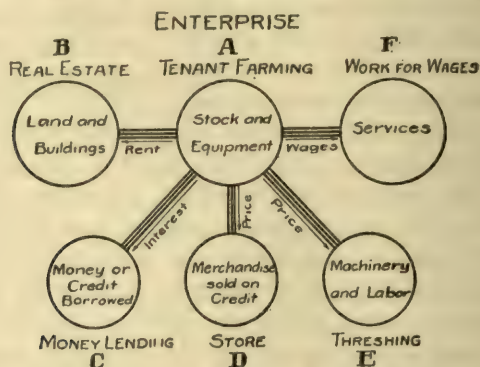 ENTERPRISE
B A F
REAL ESTATE TENANT FARMING WORK FOR WAGES
Land and Buildings
Rent
Stock and Equipment
Wages
Services
Interest
Price
Price
Money or Credit Borrowed
Merchandise sold on Credit
Machinery and Labor
MONEY LENDING STORE THRESHING
C D E